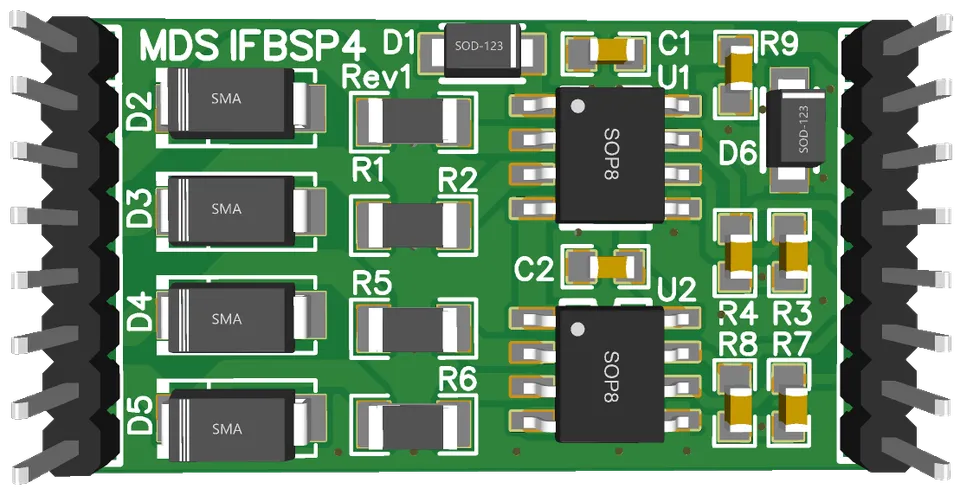 MDS IFBSP4
D1
SOD-123
C1
R9
Rev1
U1
D2
SMA
SOP8
SOD-123
D6
R1
R2
D3
SMA
C2
R5
U2
D4
SMA
R4
R3
R8
R7
SOP8
R6
D5
SMA